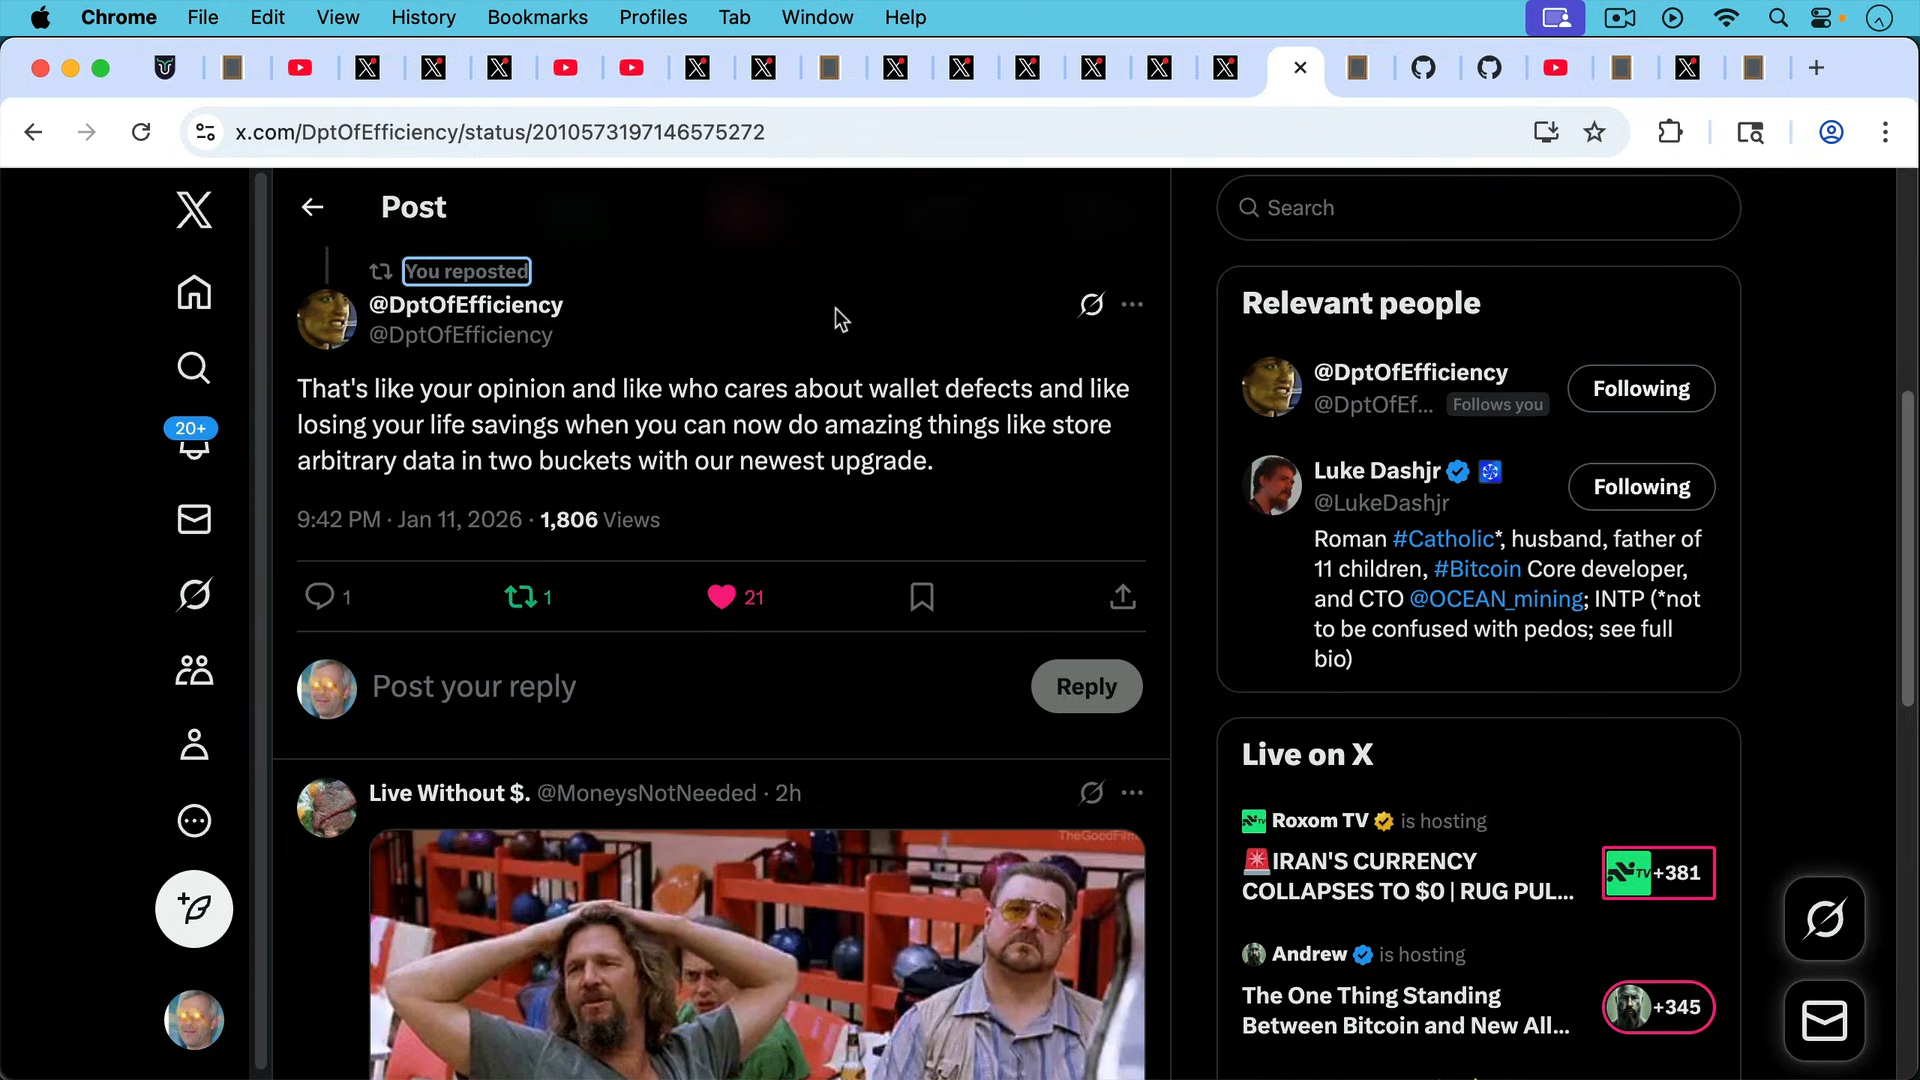 Chrome File Edit View History Bookmarks Profiles Tab Window Help
x.com/DptOfEfficiency/status/2010573197146575272
Post
You reposted
@DptOfEfficiency
@DptOfEfficiency
That's like your opinion and like who cares about wallet defects and like
losing your life savings when you can now do amazing things like store
arbitrary data in two buckets with our newest upgrade.
9:42 PM · Jan 11, 2026 · 1,806 Views
1
1
21
Post your reply
Reply
Live Without $. @MoneysNotNeeded · 2h
TheGoodFilm
20+
Search
Relevant people
@DptOfEfficiency
@DptOfEf... Follows you
Following
Luke Dashjr
@LukeDashjr
Following
Roman #Catholic*, husband, father of
11 children, #Bitcoin Core developer,
and CTO @OCEAN_mining; INTP (*not
to be confused with pedos; see full
bio)
Live on X
Roxom TV is hosting
🚨IRAN'S CURRENCY
COLLAPSES TO $0 | RUG PUL...
TV +381
Andrew is hosting
The One Thing Standing
Between Bitcoin and New All...
+345